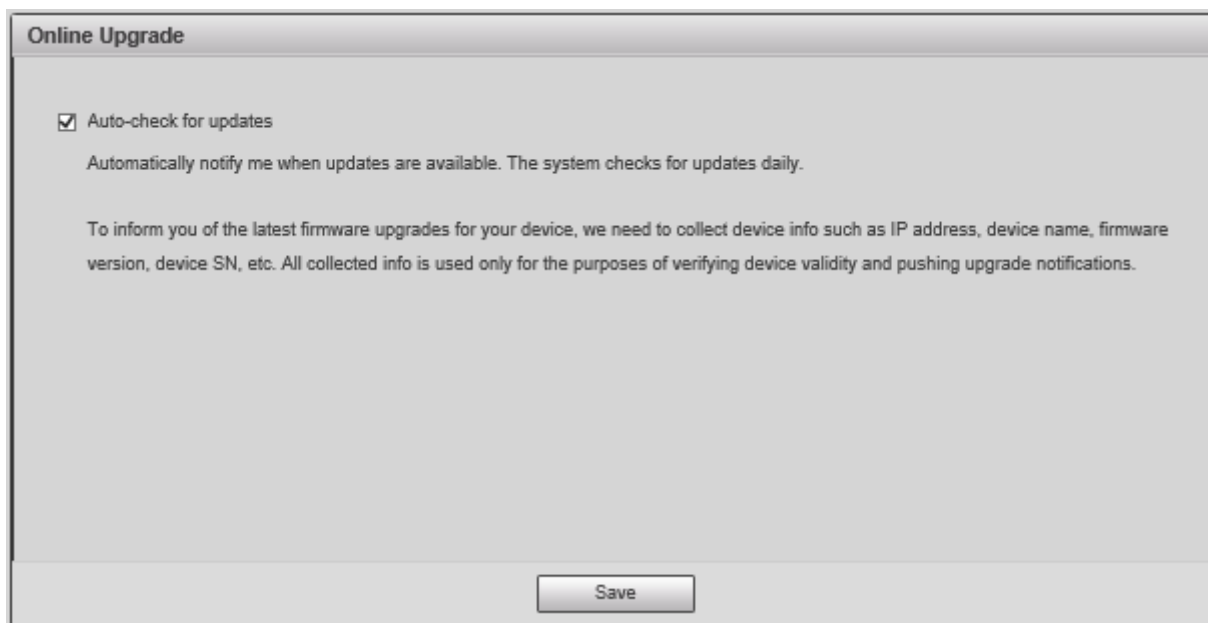 Online Upgrade
Auto-check for updates
Automatically notify me when updates are available. The system checks for updates daily.
To inform you of the latest firmware upgrades for your device, we need to collect device info such as IP address, device name, firmware
version, device SN, etc. All collected info is used only for the purposes of verifying device validity and pushing upgrade notifications.
Save